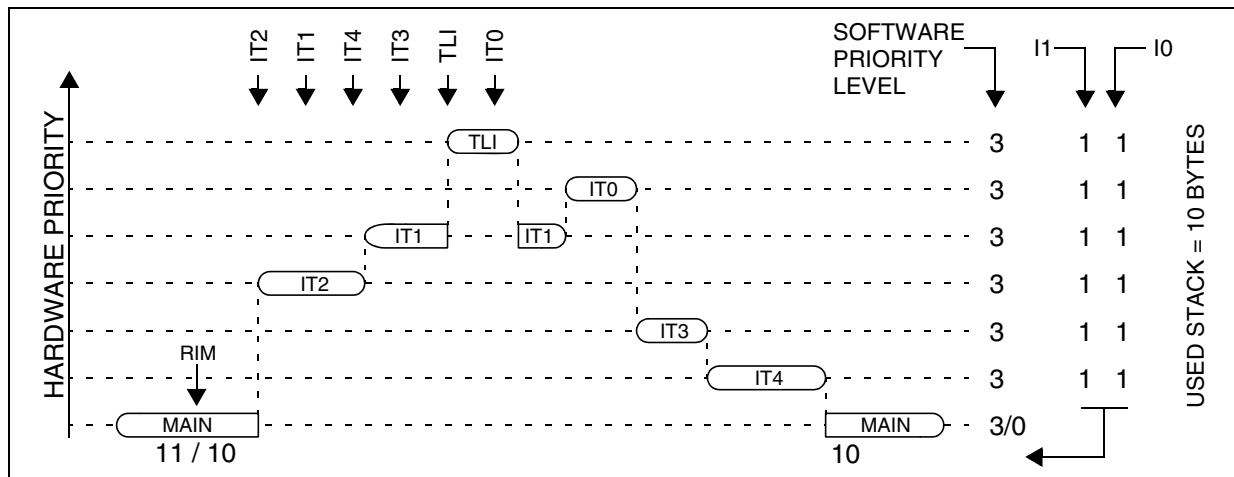 IT2
IT1
IT4
IT3
TLI
IT0
SOFTWARE
PRIORITY
LEVEL
I1
I0
HARDWARE PRIORITY
TLI
3
1 1
IT0
3
1 1
IT1
IT1
3
1 1
IT2
3
1 1
IT3
3
1 1
RIM
IT4
3
1 1
MAIN
MAIN
3/0
11 / 10
10
USED STACK = 10 BYTES